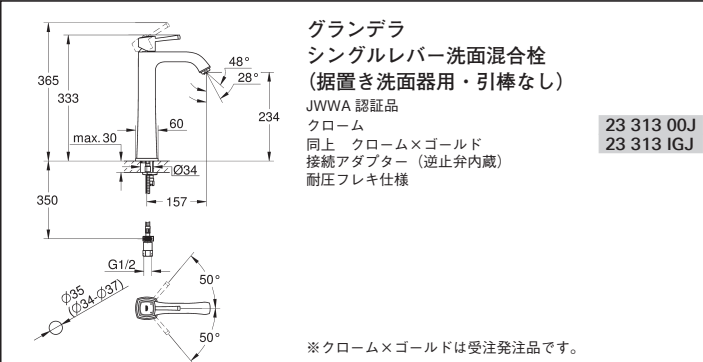 グランデラ
シングルレバー洗面混合栓
(据置き洗面器用・引棒なし)
JWWA 認証品
クローム 23 313 00J
同上　クローム×ゴールド 23 313 IGJ
接続アダプター（逆止弁内蔵）
耐圧フレキ仕様
※クローム×ゴールドは受注発注品です。
365
333
48°
28°
234
60
max.30
Ø34
157
350
G1/2
Ø35
(Ø34-Ø37)
50°
50°